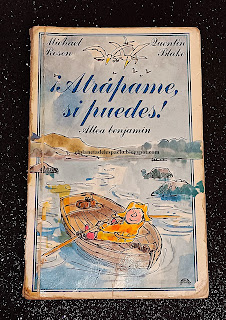 Michael Quentin
Rosen Blake
¡Atrápame,
si puedes!
Altea benjamín